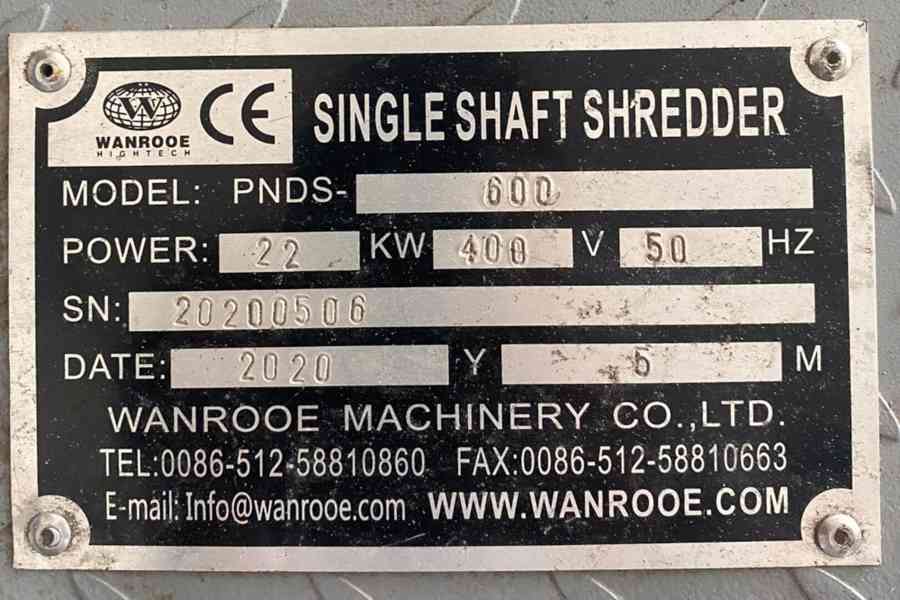 W
WANROOE
HIGHTECH
CE
SINGLE SHAFT SHREDDER
MODEL: PNDS- 600
POWER: 22 KW 400 V 50 HZ
SN: 20200506
DATE: 2020 Y 5 M
WANROOE MACHINERY CO.,LTD.
TEL:0086-512-58810860 FAX:0086-512-58810663
E-mail: Info@wanrooe.com WWW.WANROOE.COM